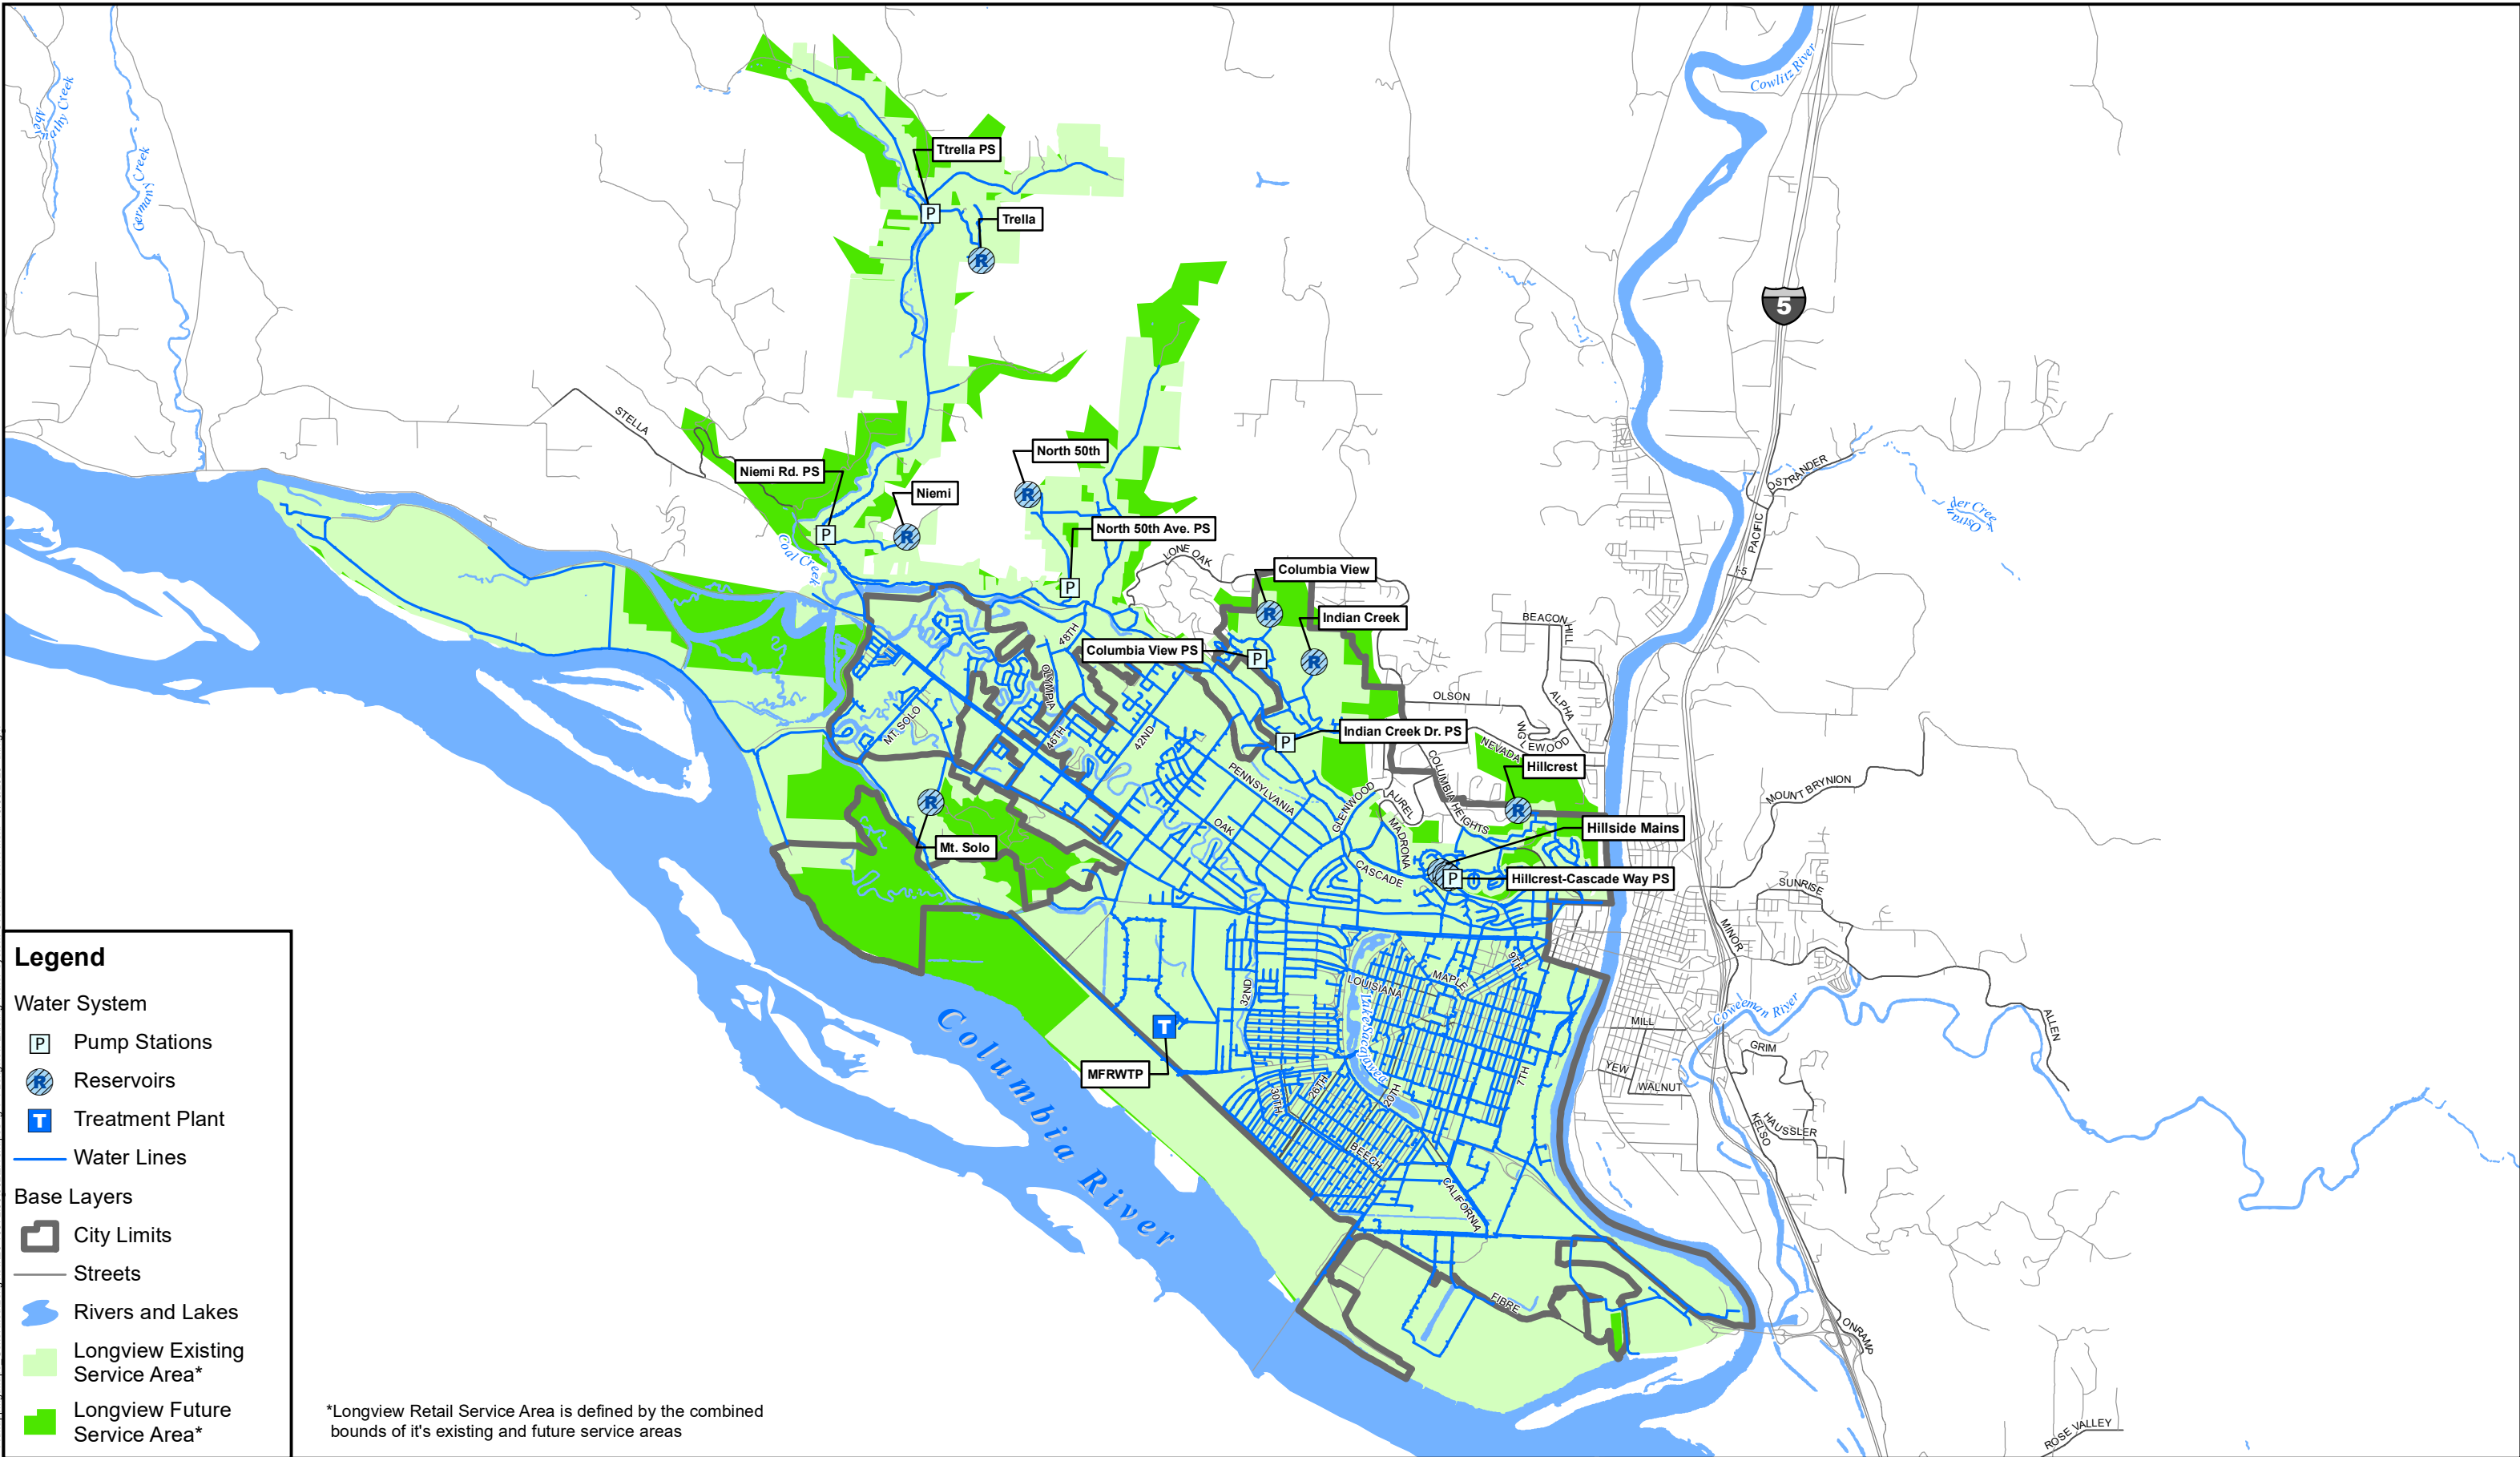 Cowlitz River
Abernathy Creek
Germany Creek
Ttrella PS
P
Trella
R
5
STELLA
North 50th
R
Niemi Rd. PS
P
Niemi
R
North 50th Ave. PS
P
OSTRANDER
PACIFIC
I-5
Coal Creek
LONE OAK
Columbia View
R
Indian Creek
R
Columbia View PS
P
48TH
OLYMPIA
MT. SOLO
46TH
42ND
BEACON
HILL
OLSON
ALPHA
Indian Creek Dr. PS
P
NEVADA
COLUMBIA HEIGHTS
Hillcrest
R
PENNSYLVANIA
OAK
GLENWOOD
LAUREL
MADRONA
CASCADE
MOUNT BRYNION
R
Mt. Solo
Hillside Mains
P
Hillcrest-Cascade Way PS
SUNRISE
MINOR
9TH
MAPLE
LOUISIANA
32ND
Lake Sacajawea
Coweeman River
ALLEN
MILL
GRIM
YEW
WALNUT
T
MFRWTP
30TH
26TH
20TH
7TH
BEECH
CALIFORNIA
HAUSSLER
KELSO
Columbia River
FIBRE
ONRAMP
ROSE VALLEY
Legend
Water System
P Pump Stations
R Reservoirs
T Treatment Plant
Water Lines
Base Layers
City Limits
Streets
Rivers and Lakes
Longview Existing
Service Area*
Longview Future
Service Area*
*Longview Retail Service Area is defined by the combined
bounds of it's existing and future service areas